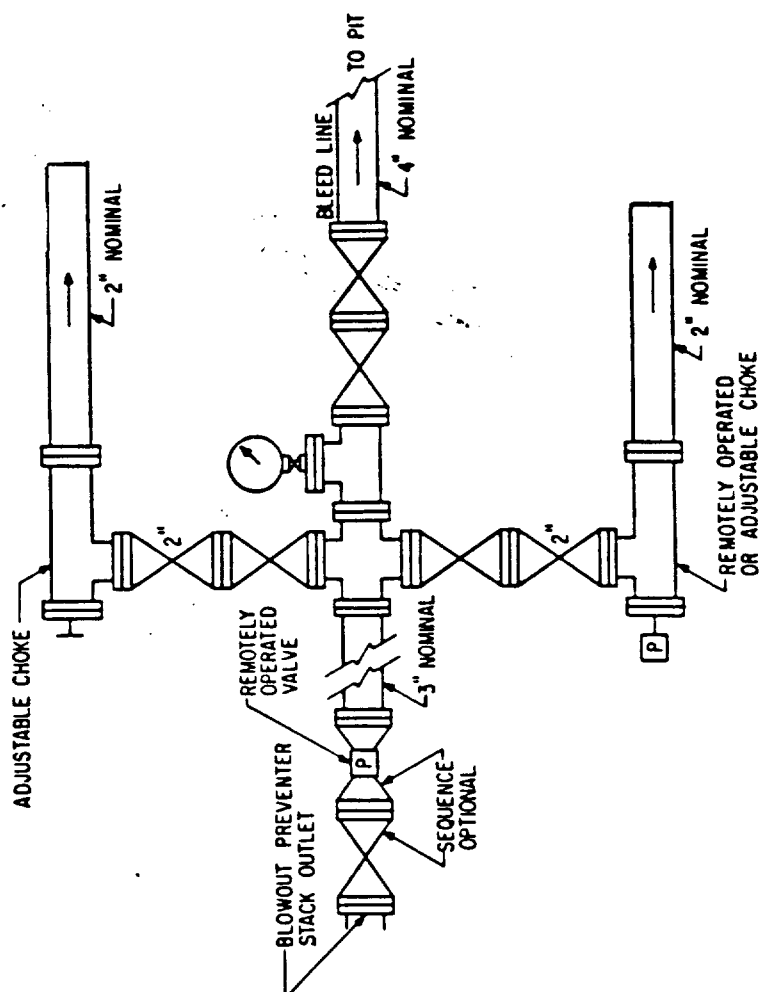 ADJUSTABLE CHOKE
2" NOMINAL
2"
BLOWOUT PREVENTER
STACK OUTLET
REMOTELY
OPERATED
VALVE
P
SEQUENCE-
OPTIONAL
3" NOMINAL
BLEED LINE
TO PIT
4" NOMINAL
2"
P
2" NOMINAL
REMOTELY OPERATED
OR ADJUSTABLE CHOKE